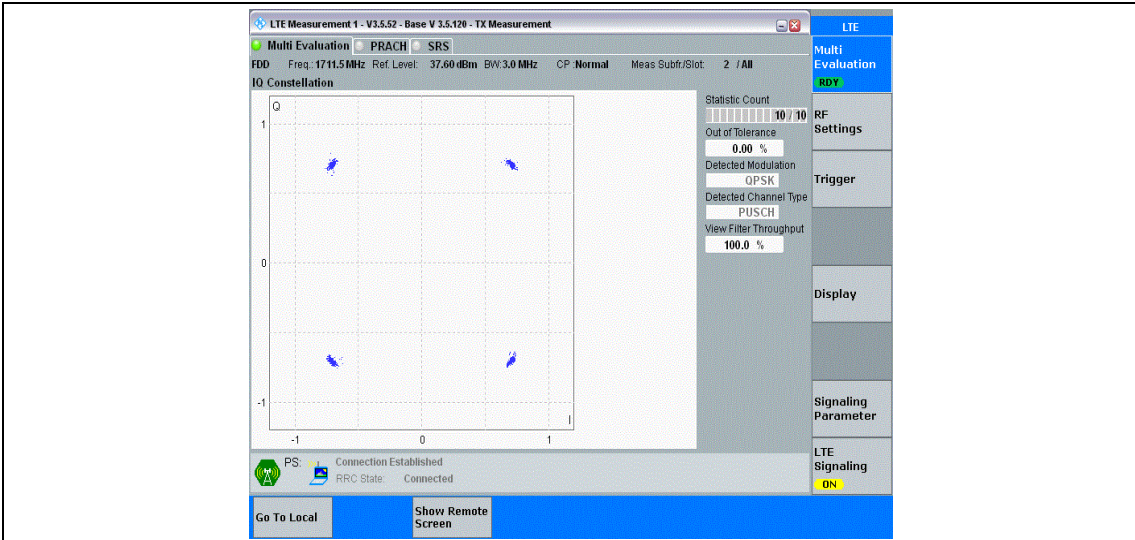 LTE Measurement 1 - V3.5.52 - Base V 3.5.120 - TX Measurement
LTE
Multi Evaluation PRACH SRS
FDD Freq.: 1711.5 MHz Ref. Level: 37.60 dBm BW: 3.0 MHz CP :Normal Meas Subfr./Slot: 2 / All
IQ Constellation
Q
1
0
-1
-1 0 1
I
Statistic Count
10 / 10
Out of Tolerance
0.00 %
Detected Modulation
QPSK
Detected Channel Type
PUSCH
View Filter Throughput
100.0 %
Multi
Evaluation
RDY
RF
Settings
Trigger
Display
Signaling
Parameter
LTE
Signaling
ON
PS: Connection Established
RRC State: Connected
Go To Local
Show Remote
Screen